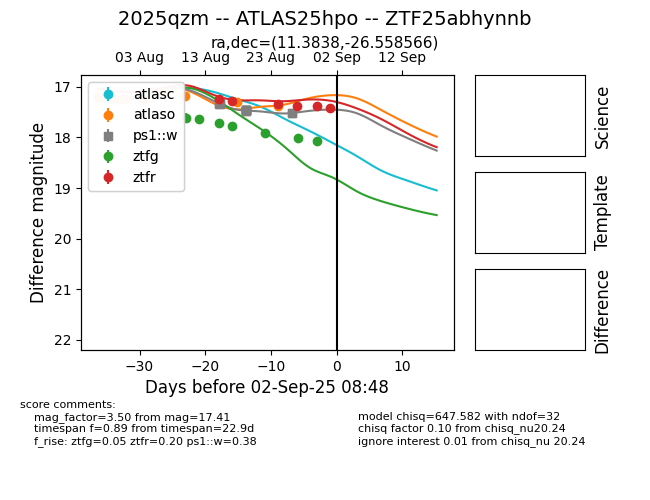 2025qzm -- ATLAS25hpo -- ZTF25abhynnb
ra,dec=(11.3838,-26.558566)
03 Aug 13 Aug 23 Aug 02 Sep 12 Sep
17
18
19
20
21
22
Difference magnitude
atlasc
atlaso
ps1::w
ztfg
ztfr
−30 −20 −10 0 10
Days before 02-Sep-25 08:48
Science
Template
Difference
score comments:
mag_factor=3.50 from mag=17.41
timespan f=0.89 from timespan=22.9d
f_rise: ztfg=0.05 ztfr=0.20 ps1::w=0.38
model chisq=647.582 with ndof=32
chisq factor 0.10 from chisq_nu20.24
ignore interest 0.01 from chisq_nu 20.24